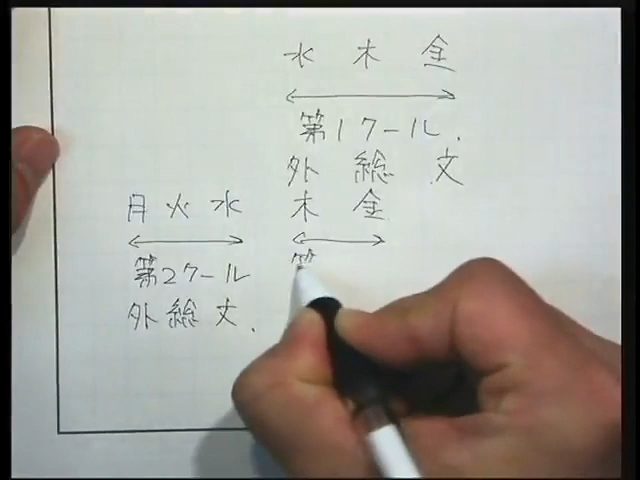 水 木 金
第1クール.
外 総 文
月 火 水 木 金
第2クール 第
外 総 文.